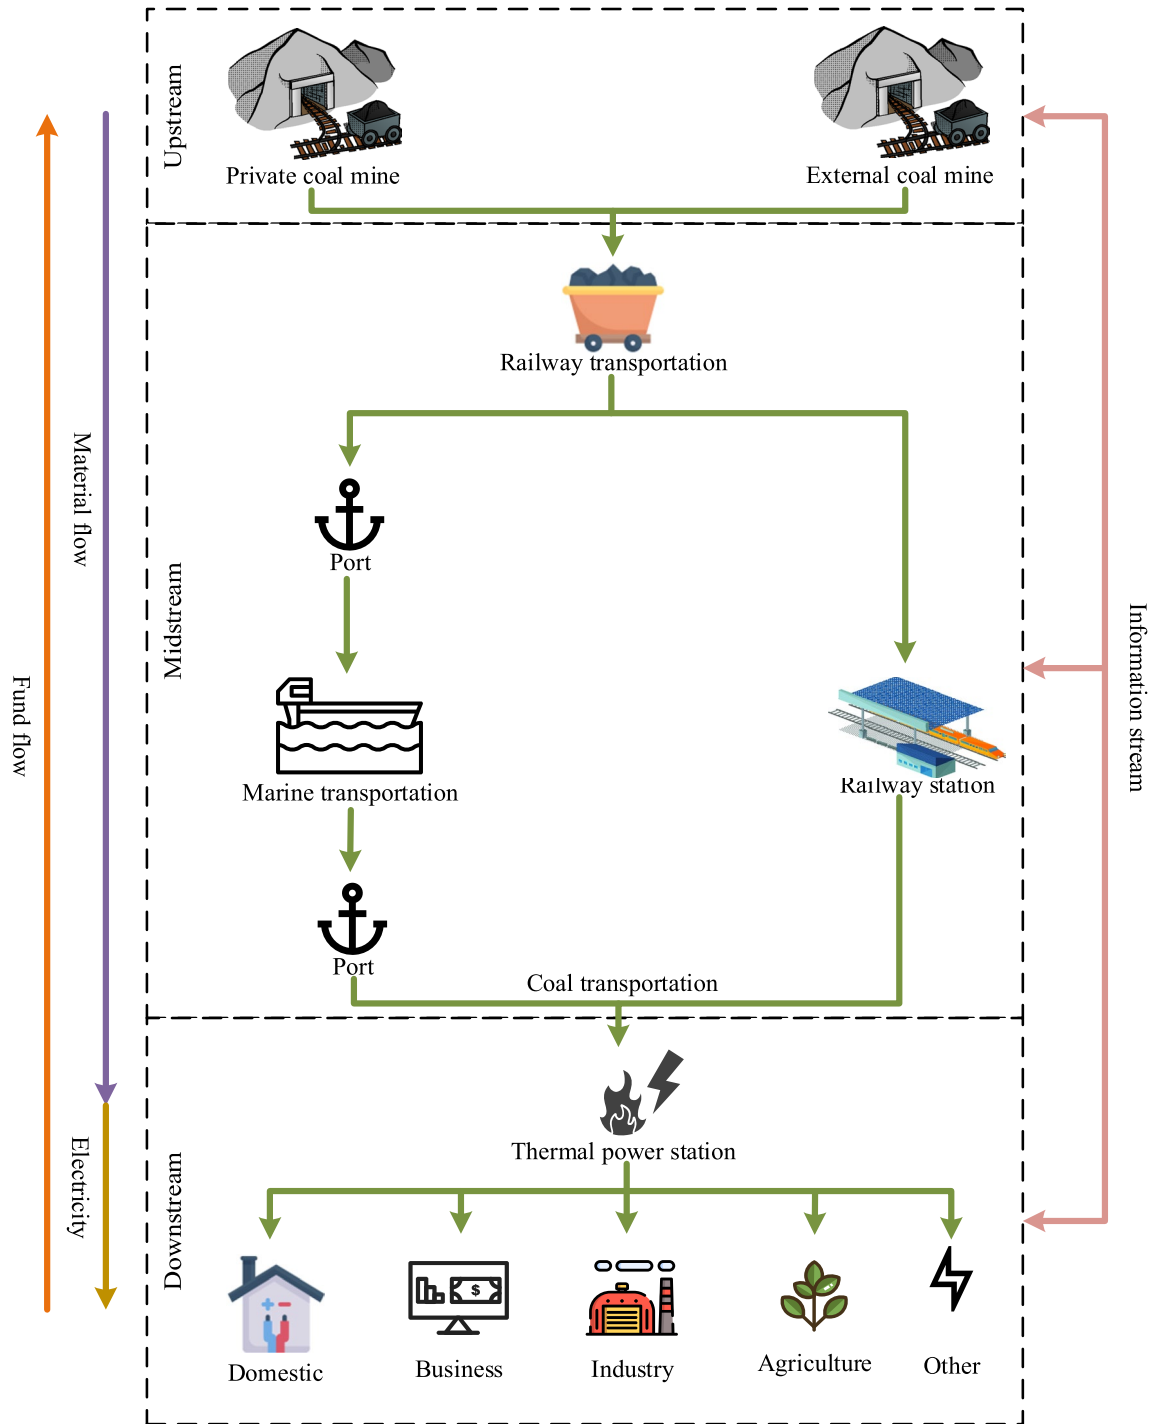 Upstream
Private coal mine
External coal mine
Railway transportation
Material flow
Port
Midstream
Fund flow
Information stream
Marine transportation
Railway station
Port
Coal transportation
Thermal power station
Electricity
Downstream
Domestic
Business
Industry
Agriculture
Other
$